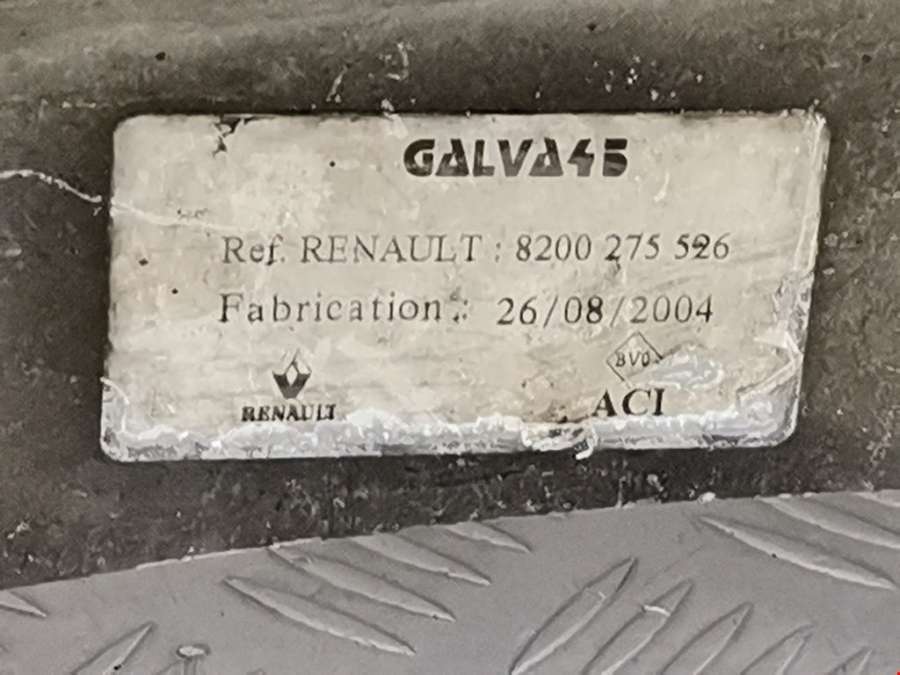 GALVA45
Ref. RENAULT : 8200 275 526
Fabrication : 26/08/2004
BVO
RENAULT
ACI